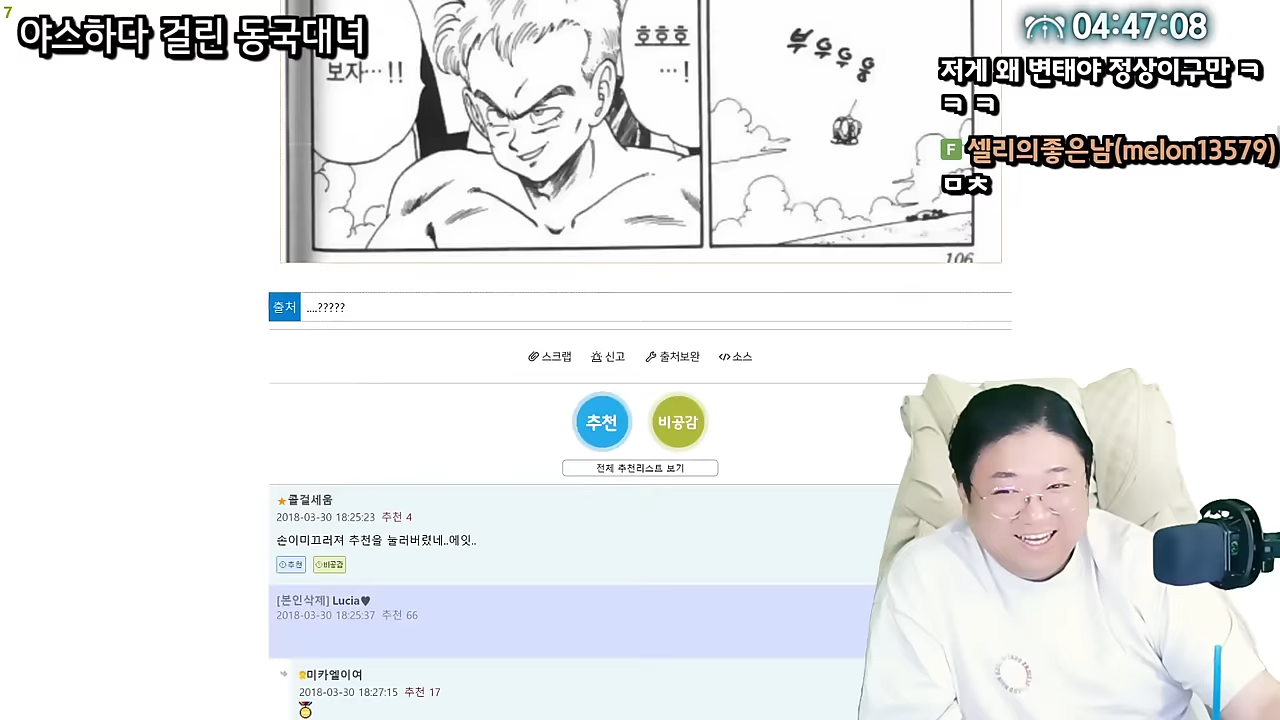 7
야스하다 걸린 동국대녀
04:47:08
저게 왜 변태야 정상이구만 ㅋ
ㅋ ㅋ
F 셀리의좋은남(melon13579)
ㅁㅊ
보자…!!
호호호
…!
부우우웅
106
출처 ....?????
스크랩 신고 출처보완 소스
추천 비공감
전체 추천리스트 보기
콜걸세움
2018-03-30 18:25:23 추천 4
손이미끄러져 추천을 눌러버렸네..에잇..
추천 비공감
[본인삭제] Lucia♥
2018-03-30 18:25:37 추천 66
미카엘이여
2018-03-30 18:27:15 추천 17